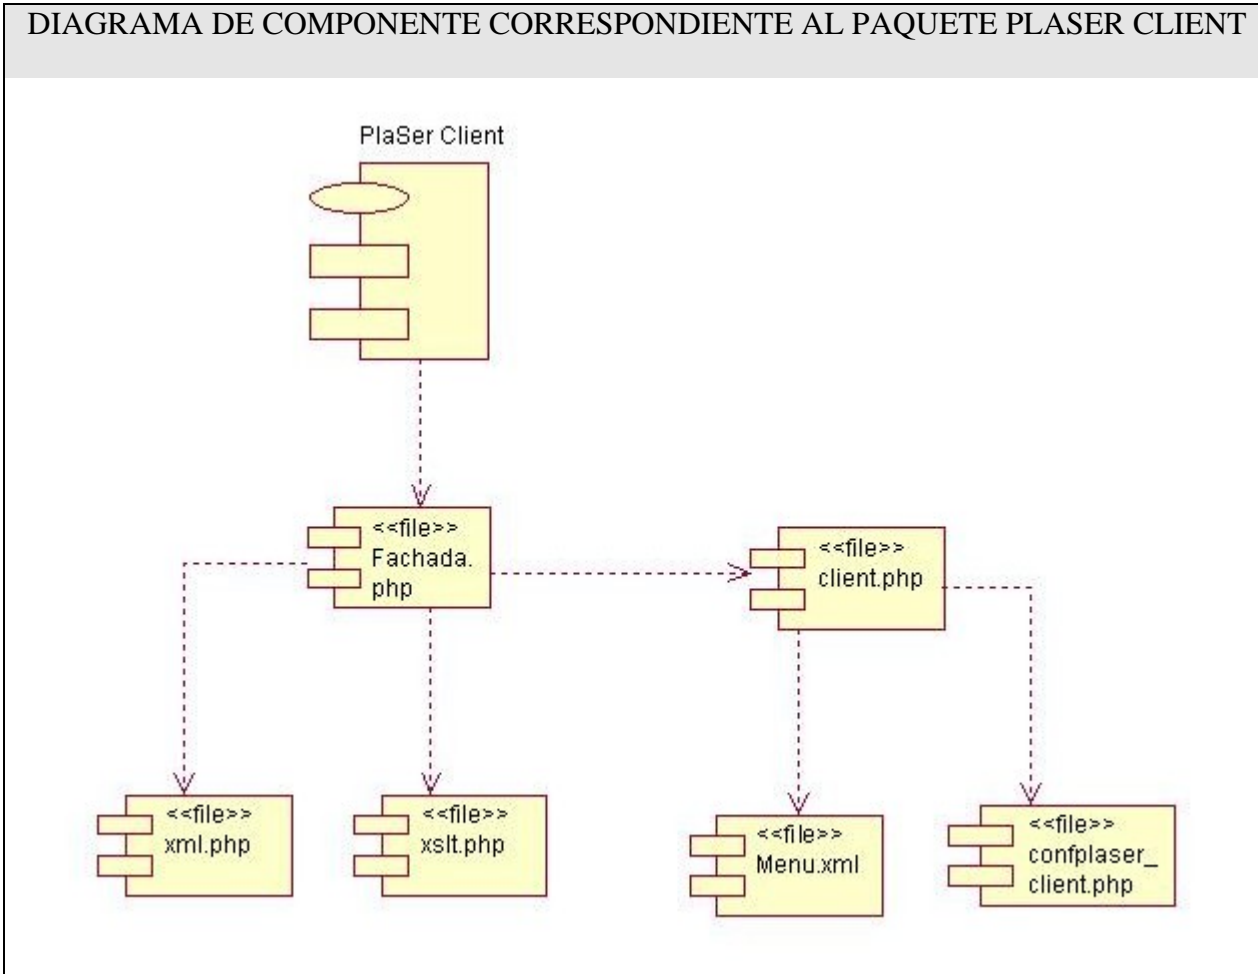 DIAGRAMA DE COMPONENTE CORRESPONDIENTE AL PAQUETE PLASER CLIENT
PlaSer Client
<<file>>
Fachada.
php
<<file>>
client.php
<<file>>
xml.php
<<file>>
xslt.php
<<file>>
Menu.xml
<<file>>
confplaser_
client.php